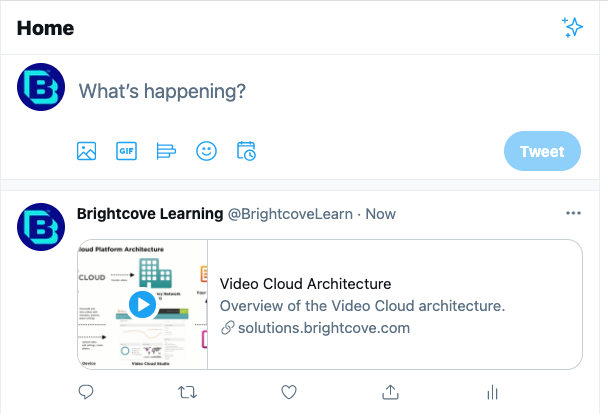 Home
What's happening?
GIF
Tweet
Brightcove Learning @BrightcoveLearn · Now
loud Platform Architecture
CLOUD
Video Cloud Studio
Device
Video Cloud Architecture
Overview of the Video Cloud architecture.
solutions.brightcove.com